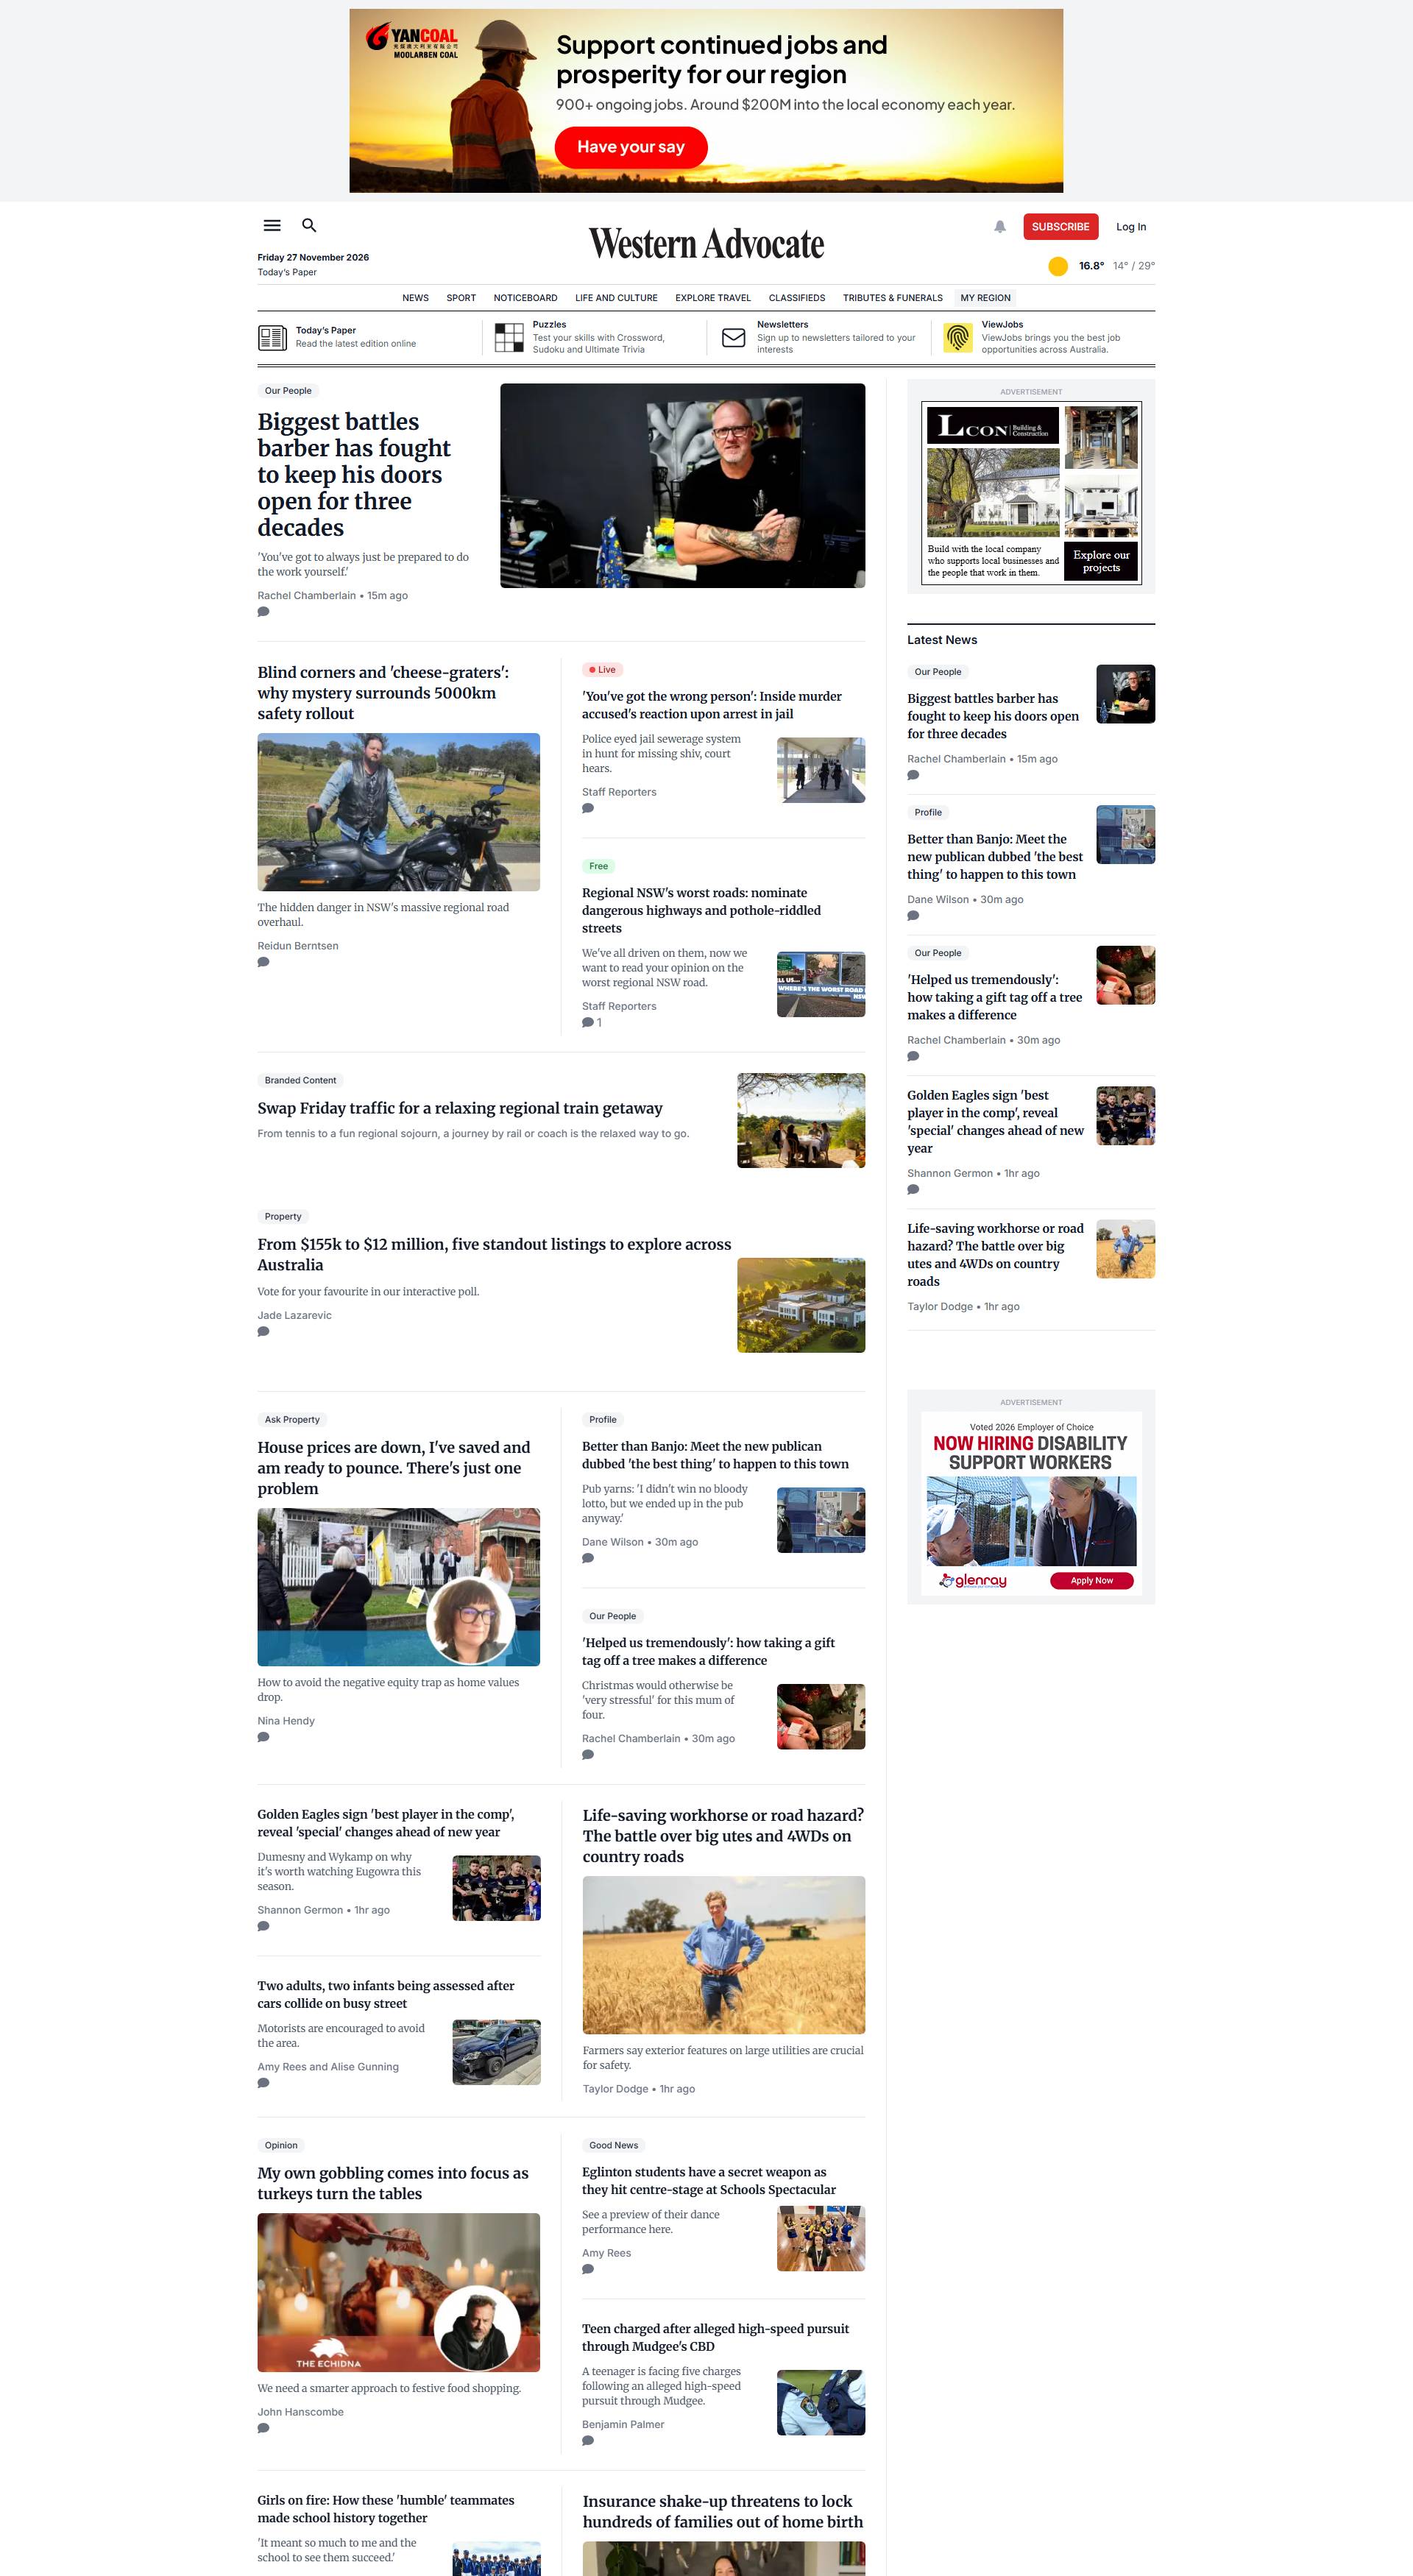 YANCOAL
MOOLARBEN COAL
Support continued jobs and
prosperity for our region
900+ ongoing jobs. Around $200M into the local economy each year.
Have your say
Western Advocate
SUBSCRIBE
Log In
Friday 27 November 2026
Today's Paper
16.8° 14° / 29°
NEWS SPORT NOTICEBOARD LIFE AND CULTURE EXPLORE TRAVEL CLASSIFIEDS TRIBUTES & FUNERALS MY REGION
Today's Paper
Read the latest edition online
Puzzles
Test your skills with Crossword,
Sudoku and Ultimate Trivia
Newsletters
Sign up to newsletters tailored to your
interests
ViewJobs
ViewJobs brings you the best job
opportunities across Australia.
Our People
Biggest battles
barber has fought
to keep his doors
open for three
decades
'You've got to always just be prepared to do
the work yourself.'
Rachel Chamberlain • 15m ago
Blind corners and 'cheese-graters':
why mystery surrounds 5000km
safety rollout
The hidden danger in NSW's massive regional road
overhaul.
Reidun Berntsen
Live
'You've got the wrong person': Inside murder
accused's reaction upon arrest in jail
Police eyed jail sewerage system
in hunt for missing shiv, court
hears.
Staff Reporters
Free
Regional NSW's worst roads: nominate
dangerous highways and pothole-riddled
streets
We've all driven on them, now we
want to read your opinion on the
worst regional NSW road.
LL US...
WHERE'S THE WORST ROAD
NSW
Staff Reporters
1
Branded Content
Swap Friday traffic for a relaxing regional train getaway
From tennis to a fun regional sojourn, a journey by rail or coach is the relaxed way to go.
Property
From $155k to $12 million, five standout listings to explore across
Australia
Vote for your favourite in our interactive poll.
Jade Lazarevic
Ask Property
House prices are down, I've saved and
am ready to pounce. There's just one
problem
How to avoid the negative equity trap as home values
drop.
Nina Hendy
Profile
Better than Banjo: Meet the new publican
dubbed 'the best thing' to happen to this town
Pub yarns: 'I didn't win no bloody
lotto, but we ended up in the pub
anyway.'
Dane Wilson • 30m ago
Our People
'Helped us tremendously': how taking a gift
tag off a tree makes a difference
Christmas would otherwise be
'very stressful' for this mum of
four.
Rachel Chamberlain • 30m ago
Golden Eagles sign 'best player in the comp',
reveal 'special' changes ahead of new year
Dumesny and Wykamp on why
it's worth watching Eugowra this
season.
Shannon Germon • 1hr ago
Two adults, two infants being assessed after
cars collide on busy street
Motorists are encouraged to avoid
the area.
Amy Rees and Alise Gunning
Life-saving workhorse or road hazard?
The battle over big utes and 4WDs on
country roads
Farmers say exterior features on large utilities are crucial
for safety.
Taylor Dodge • 1hr ago
Opinion
My own gobbling comes into focus as
turkeys turn the tables
THE ECHIDNA
We need a smarter approach to festive food shopping.
John Hanscombe
Good News
Eglinton students have a secret weapon as
they hit centre-stage at Schools Spectacular
See a preview of their dance
performance here.
Amy Rees
Teen charged after alleged high-speed pursuit
through Mudgee's CBD
A teenager is facing five charges
following an alleged high-speed
pursuit through Mudgee.
Benjamin Palmer
Girls on fire: How these 'humble' teammates
made school history together
'It meant so much to me and the
school to see them succeed.'
Insurance shake-up threatens to lock
hundreds of families out of home birth
ADVERTISEMENT
LCON Building &
Construction
Build with the local company
who supports local businesses and
the people that work in them.
Explore our
projects
Latest News
Our People
Biggest battles barber has
fought to keep his doors open
for three decades
Rachel Chamberlain • 15m ago
Profile
Better than Banjo: Meet the
new publican dubbed 'the best
thing' to happen to this town
Dane Wilson • 30m ago
Our People
'Helped us tremendously':
how taking a gift tag off a tree
makes a difference
Rachel Chamberlain • 30m ago
Golden Eagles sign 'best
player in the comp', reveal
'special' changes ahead of new
year
Shannon Germon • 1hr ago
Life-saving workhorse or road
hazard? The battle over big
utes and 4WDs on country
roads
Taylor Dodge • 1hr ago
ADVERTISEMENT
Voted 2026 Employer of Choice
NOW HIRING DISABILITY
SUPPORT WORKERS
glenray
Apply Now